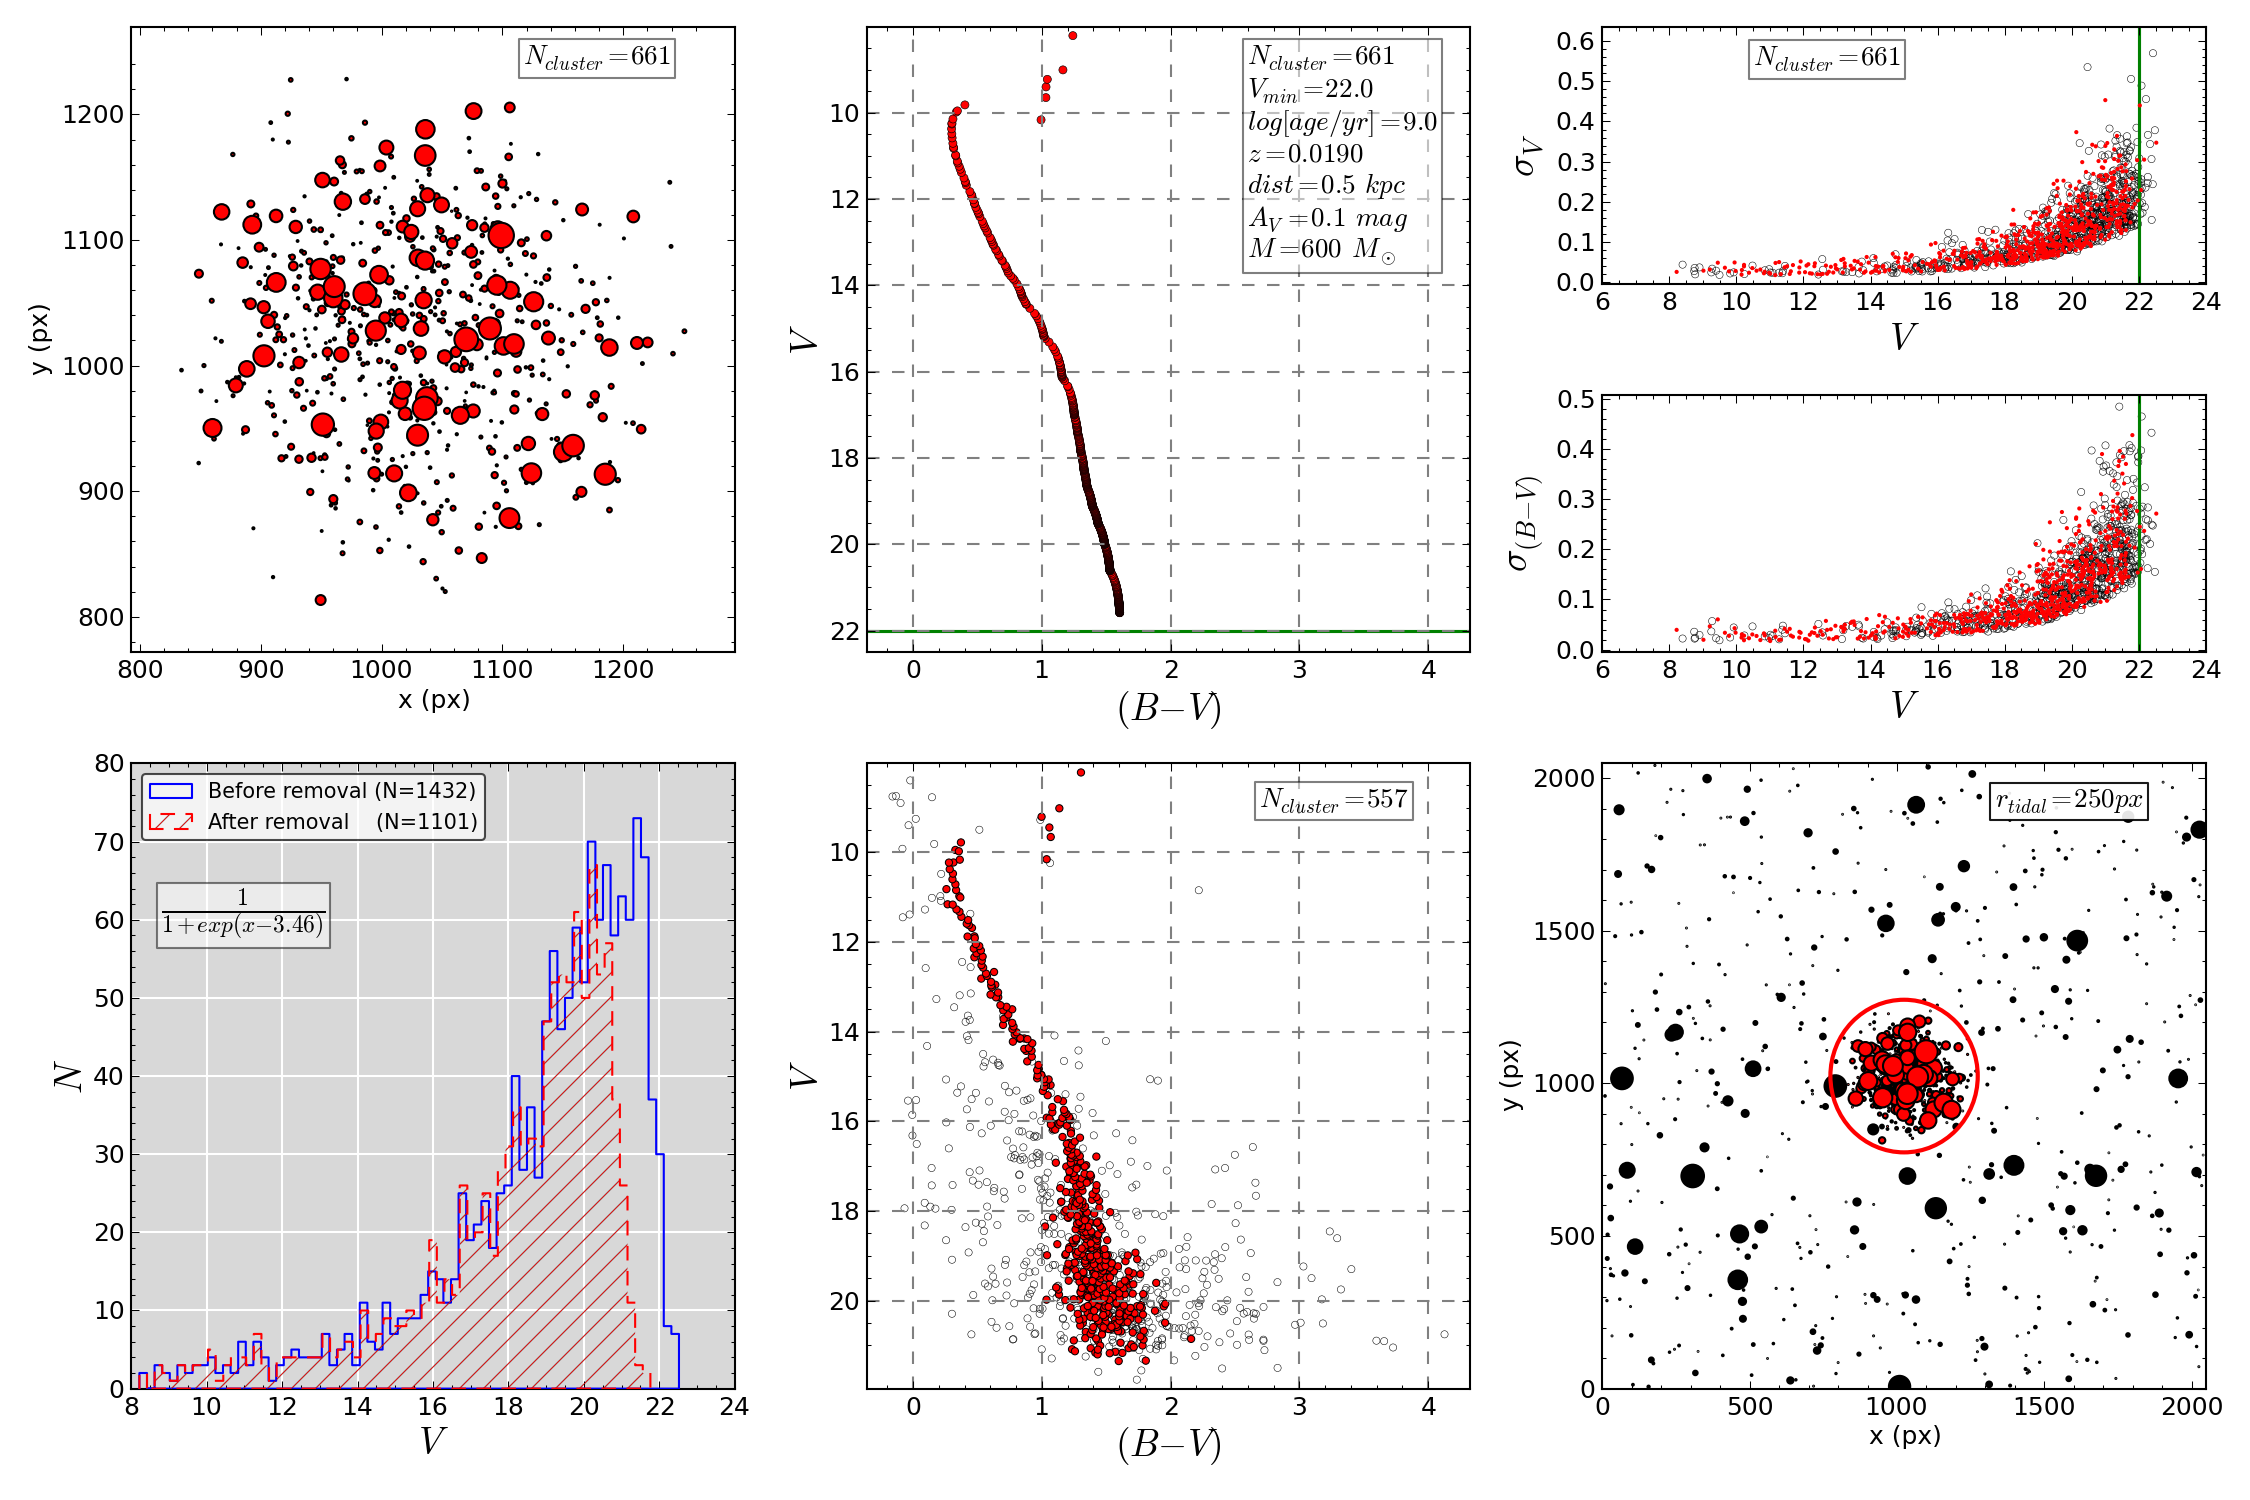 N_cluster=661
y (px)
1200
1100
1000
900
800
800 900 1000 1100 1200
x (px)
N_cluster=661
V_min=22.0
log[age/yr]=9.0
z=0.0190
dist=0.5 kpc
A_V=0.1 mag
M=600 M_⊙
V
10
12
14
16
18
20
22
0 1 2 3 4
(B−V)
N_cluster=661
σ_V
0.6
0.5
0.4
0.3
0.2
0.1
0.0
6 8 10 12 14 16 18 20 22 24
V
σ_(B−V)
0.5
0.4
0.3
0.2
0.1
0.0
6 8 10 12 14 16 18 20 22 24
V
Before removal (N=1432)
After removal (N=1101)
1
1+exp(x−3.46)
N
80
70
60
50
40
30
20
10
0
8 10 12 14 16 18 20 22 24
V
N_cluster=557
V
10
12
14
16
18
20
0 1 2 3 4
(B−V)
r_tidal=250px
y (px)
2000
1500
1000
500
0
0 500 1000 1500 2000
x (px)